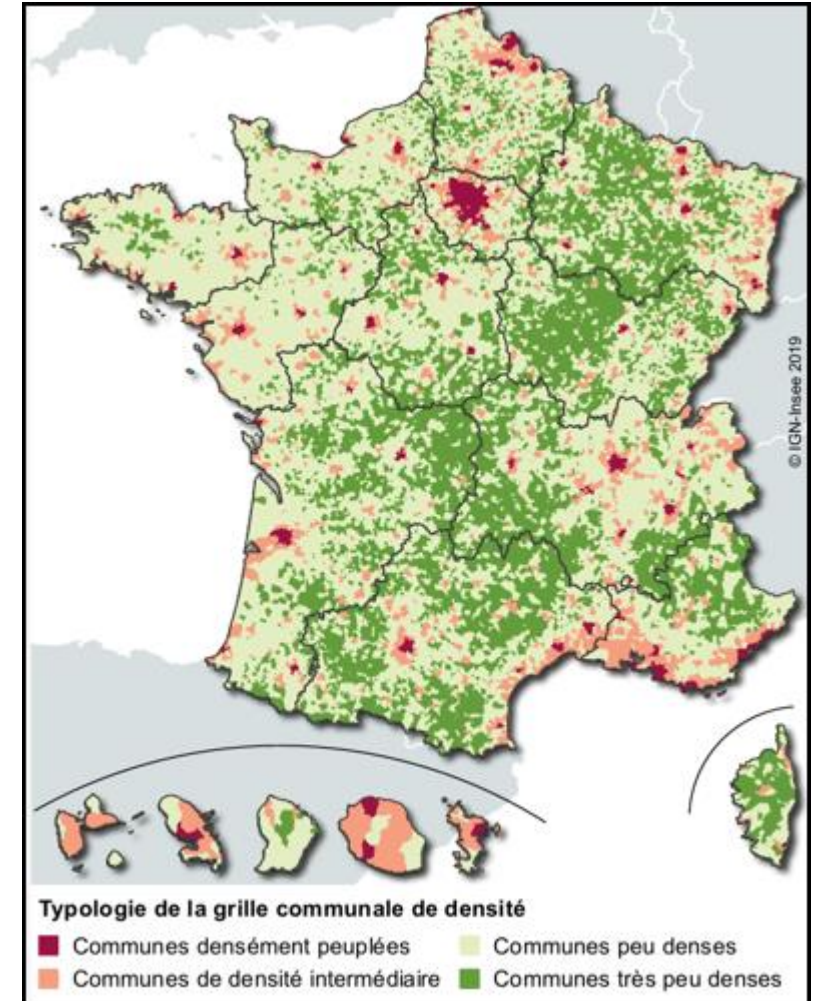 © IGN-Insee 2019
Typologie de la grille communale de densité
Communes densément peuplées
Communes peu denses
Communes de densité intermédiaire
Communes très peu denses